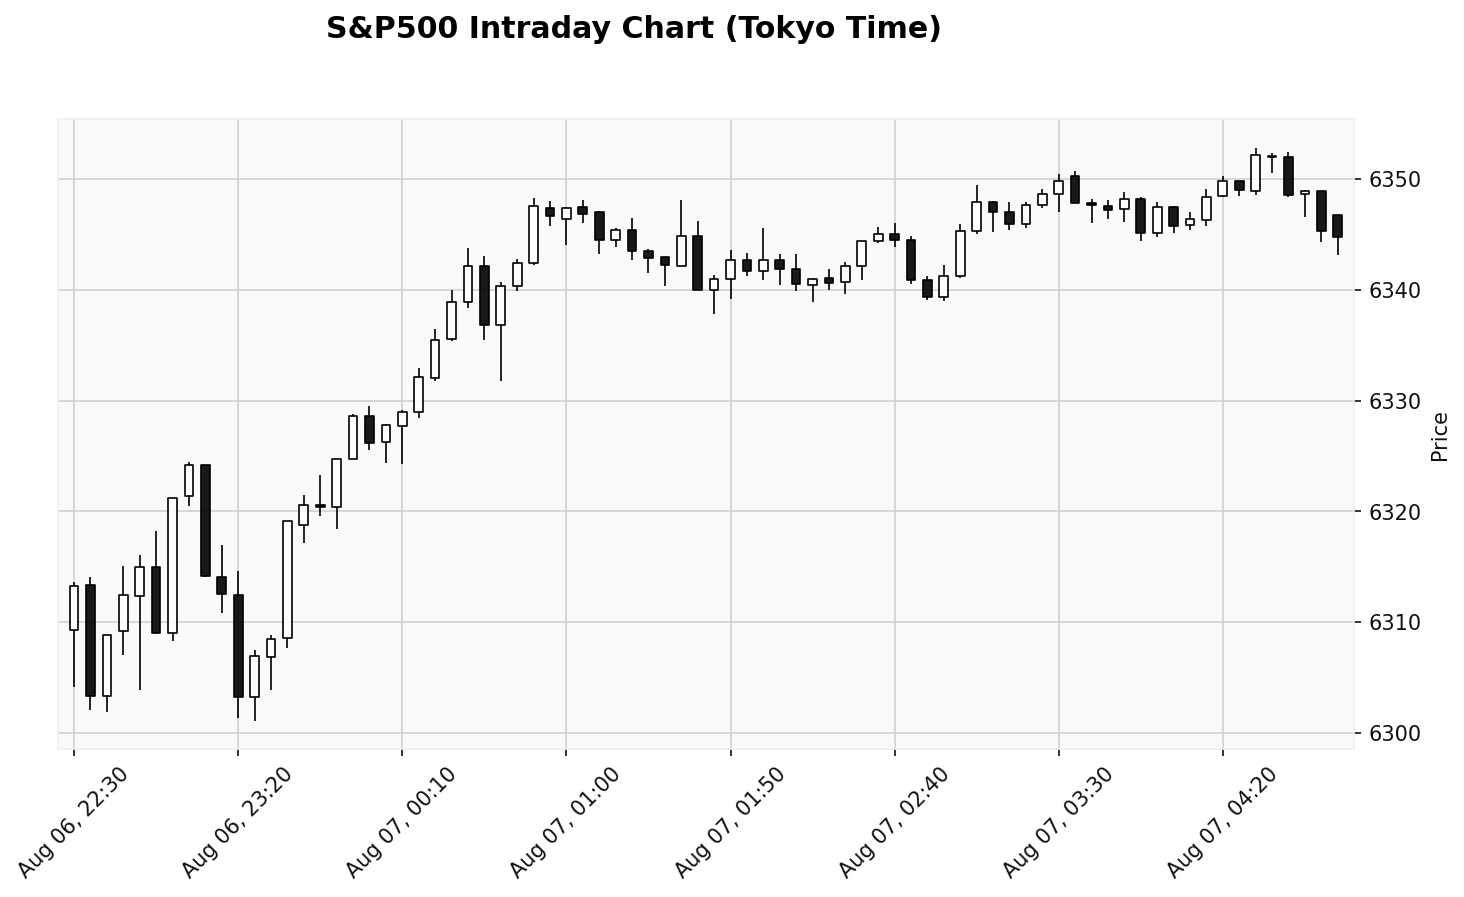 S&P500 Intraday Chart (Tokyo Time)
6350
6340
6330
6320
6310
6300
Price
Aug 06, 22:30
Aug 06, 23:20
Aug 07, 00:10
Aug 07, 01:00
Aug 07, 01:50
Aug 07, 02:40
Aug 07, 03:30
Aug 07, 04:20